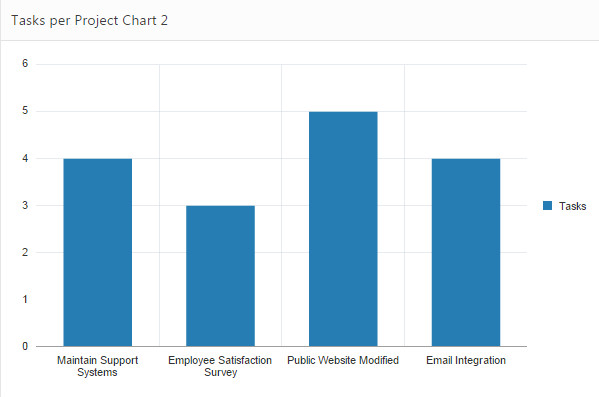 Tasks per Project Chart 2
6
5
4
3
2
1
0
Maintain Support
Systems
Employee Satisfaction
Survey
Public Website Modified
Email Integration
Tasks